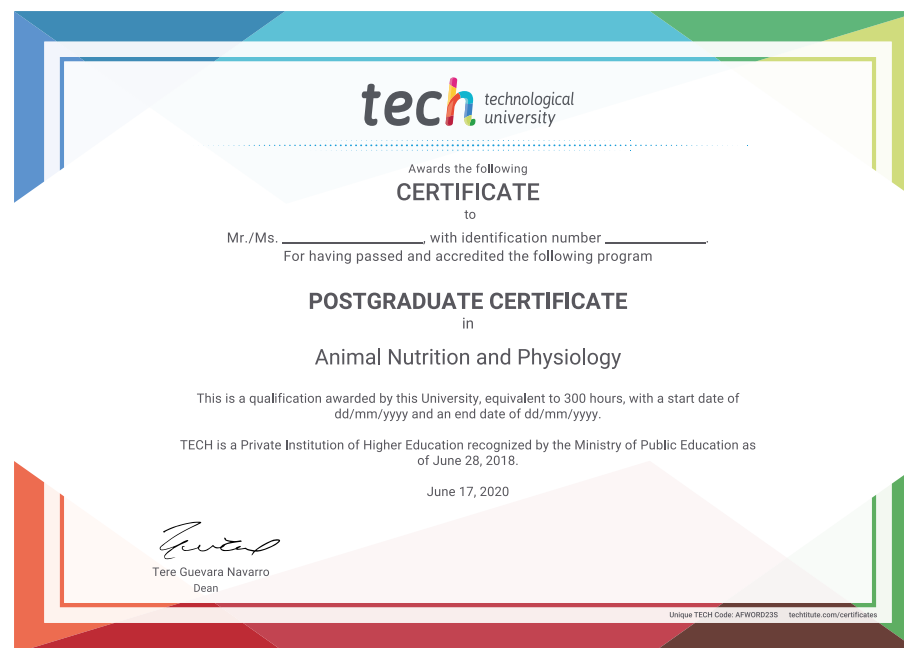 tech technological
university
Awards the following
CERTIFICATE
to
Mr./Ms. ____________________, with identification number ______________.
For having passed and accredited the following program
POSTGRADUATE CERTIFICATE
in
Animal Nutrition and Physiology
This is a qualification awarded by this University, equivalent to 300 hours, with a start date of
dd/mm/yyyy and an end date of dd/mm/yyyy.
TECH is a Private Institution of Higher Education recognized by the Ministry of Public Education as
of June 28, 2018.
June 17, 2020
Tere Guevara Navarro
Dean
Unique TECH Code: AFWORD23S techtitute.com/certificates